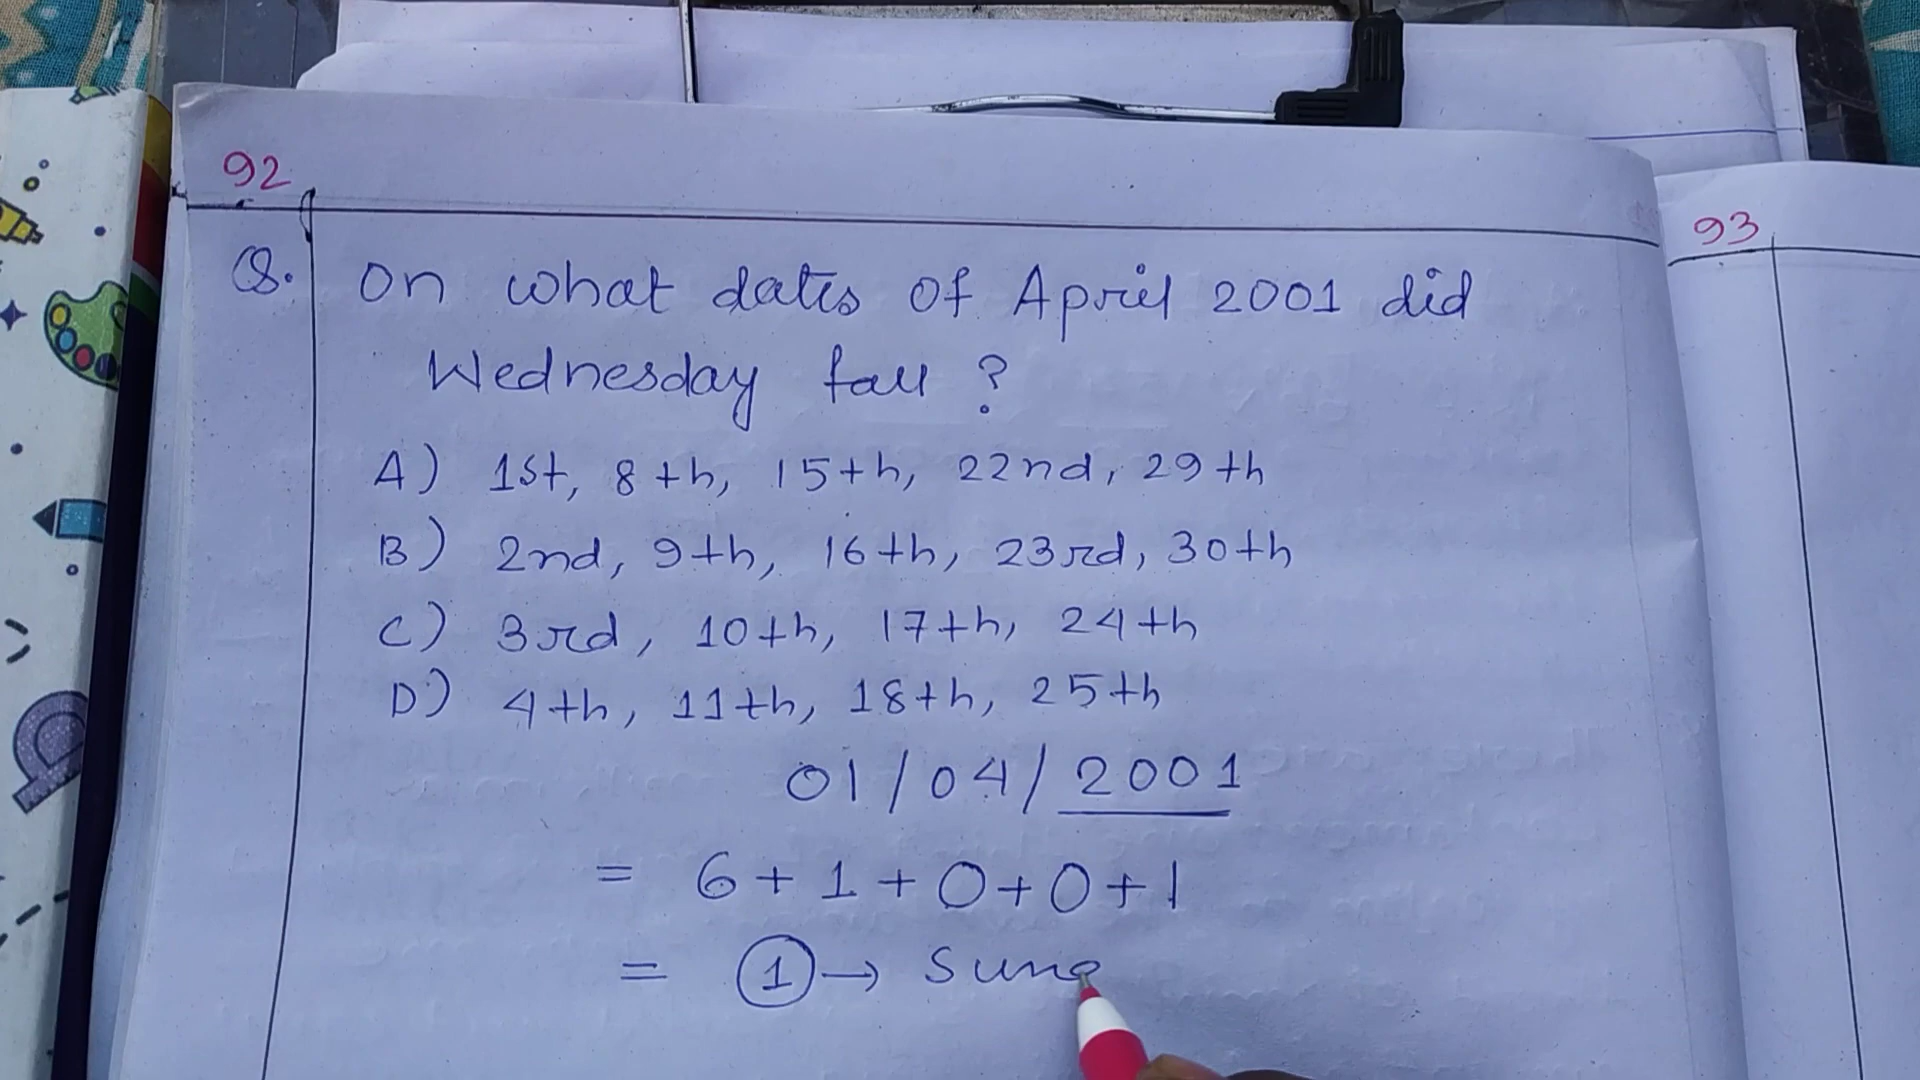 92
93
Q. On what dates of April 2001 did
Wednesday fall ?
A) 1st, 8th, 15th, 22nd, 29th
B) 2nd, 9th, 16th, 23rd, 30th
C) 3rd, 10th, 17th, 24th
D) 4th, 11th, 18th, 25th
01/04/2001
= 6+1+0+0+1
= 1 → Sun